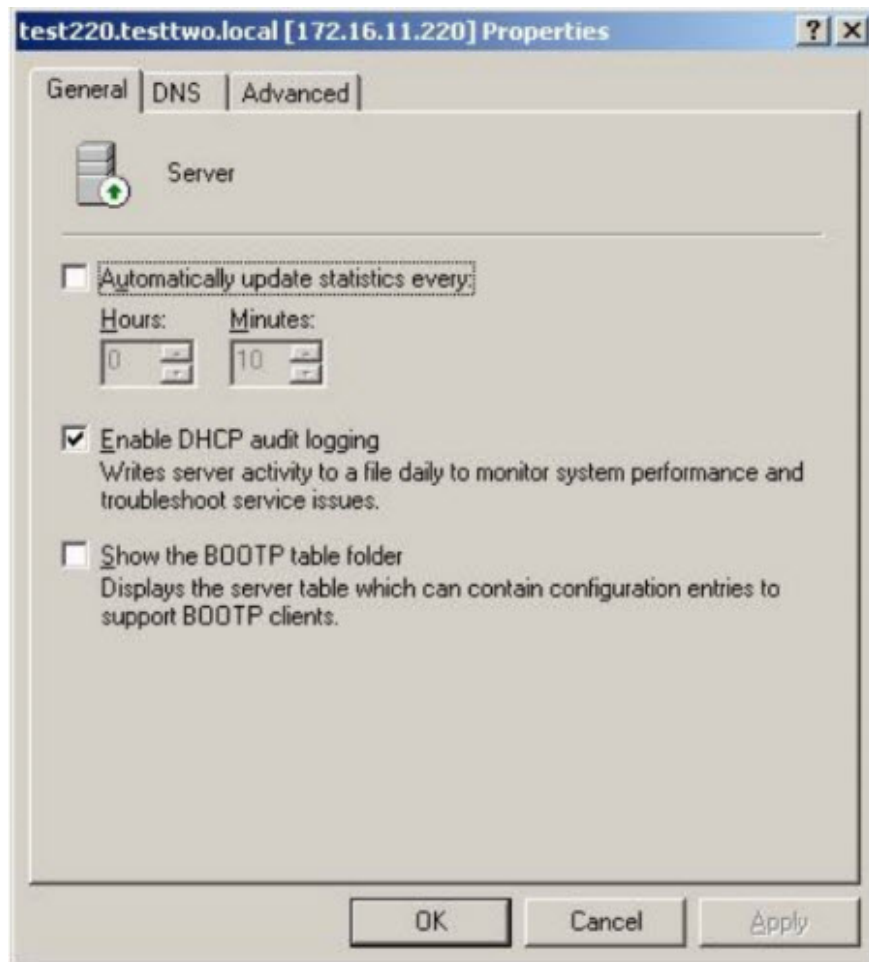 test220.testtwo.local [172.16.11.220] Properties
General DNS Advanced
Server
Automatically update statistics every:
Hours: Minutes:
0 10
Enable DHCP audit logging
Writes server activity to a file daily to monitor system performance and
troubleshoot service issues.
Show the BOOTP table folder
Displays the server table which can contain configuration entries to
support BOOTP clients.
OK Cancel Apply